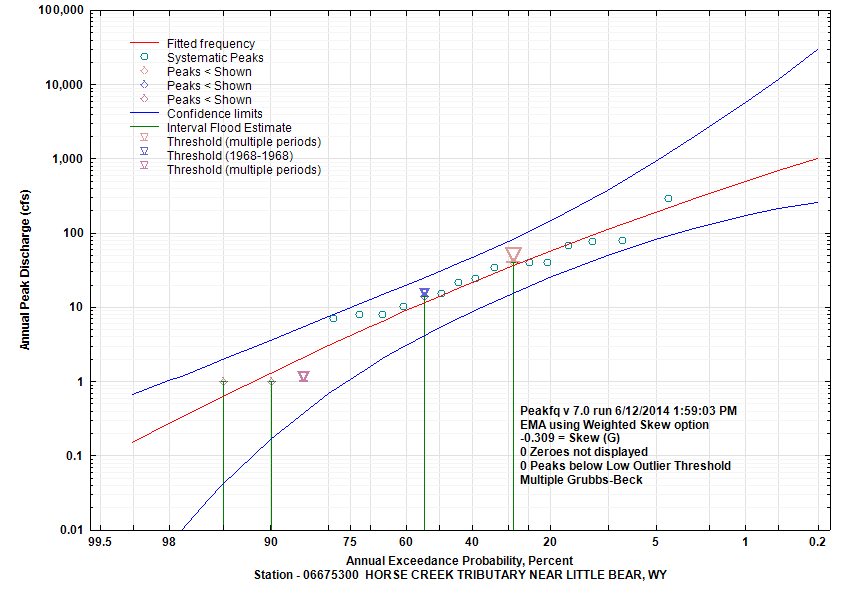 100,000
10,000
1,000
100
10
1
0.1
0.01
Annual Peak Discharge (cfs)
Fitted frequency
Systematic Peaks
Peaks < Shown
Peaks < Shown
Peaks < Shown
Confidence limits
Interval Flood Estimate
Threshold (multiple periods)
Threshold (1968-1968)
Threshold (multiple periods)
Peakfq v 7.0 run 6/12/2014 1:59:03 PM
EMA using Weighted Skew option
-0.309 = Skew (G)
0 Zeroes not displayed
0 Peaks below Low Outlier Threshold
Multiple Grubbs-Beck
99.5 98 90 75 60 40 20 5 1 0.2
Annual Exceedance Probability, Percent
Station - 06675300 HORSE CREEK TRIBUTARY NEAR LITTLE BEAR, WY